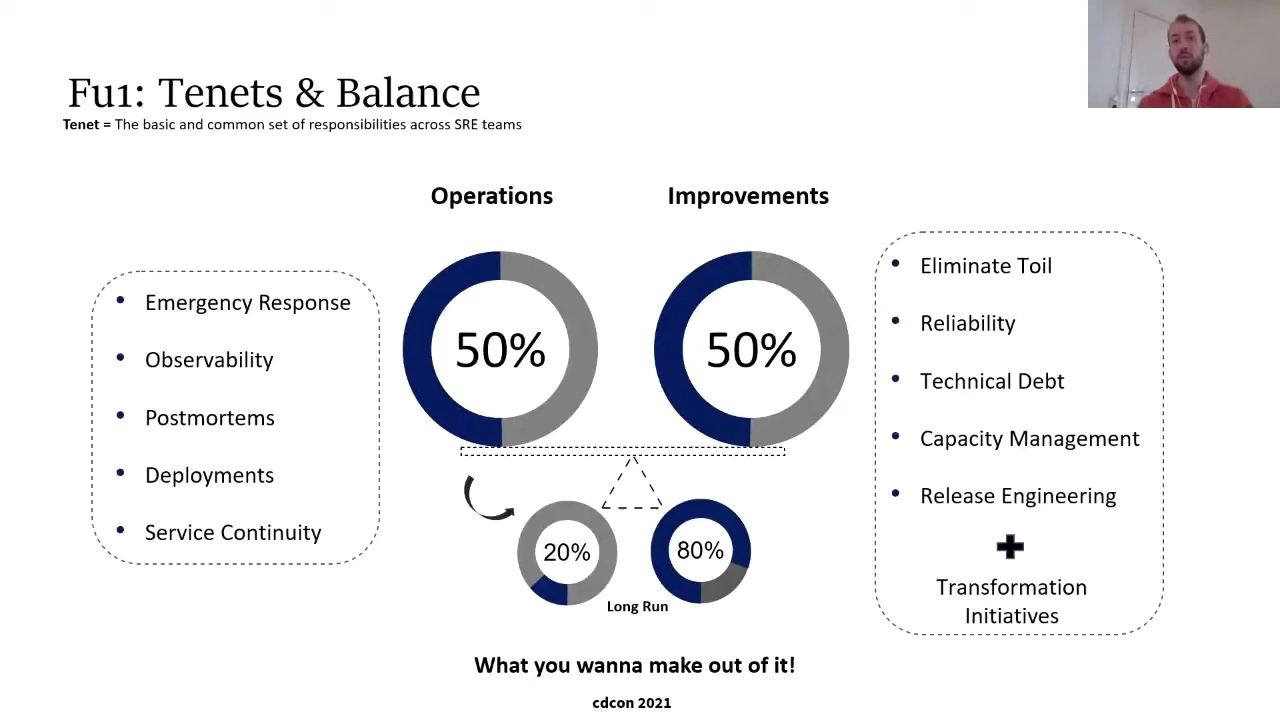 Fu1: Tenets & Balance
Tenet = The basic and common set of responsibilities across SRE teams
Operations
Improvements
50%
50%
Emergency Response
Observability
Postmortems
Deployments
Service Continuity
Eliminate Toil
Reliability
Technical Debt
Capacity Management
Release Engineering
Transformation
Initiatives
20%
80%
Long Run
What you wanna make out of it!
cdcon 2021